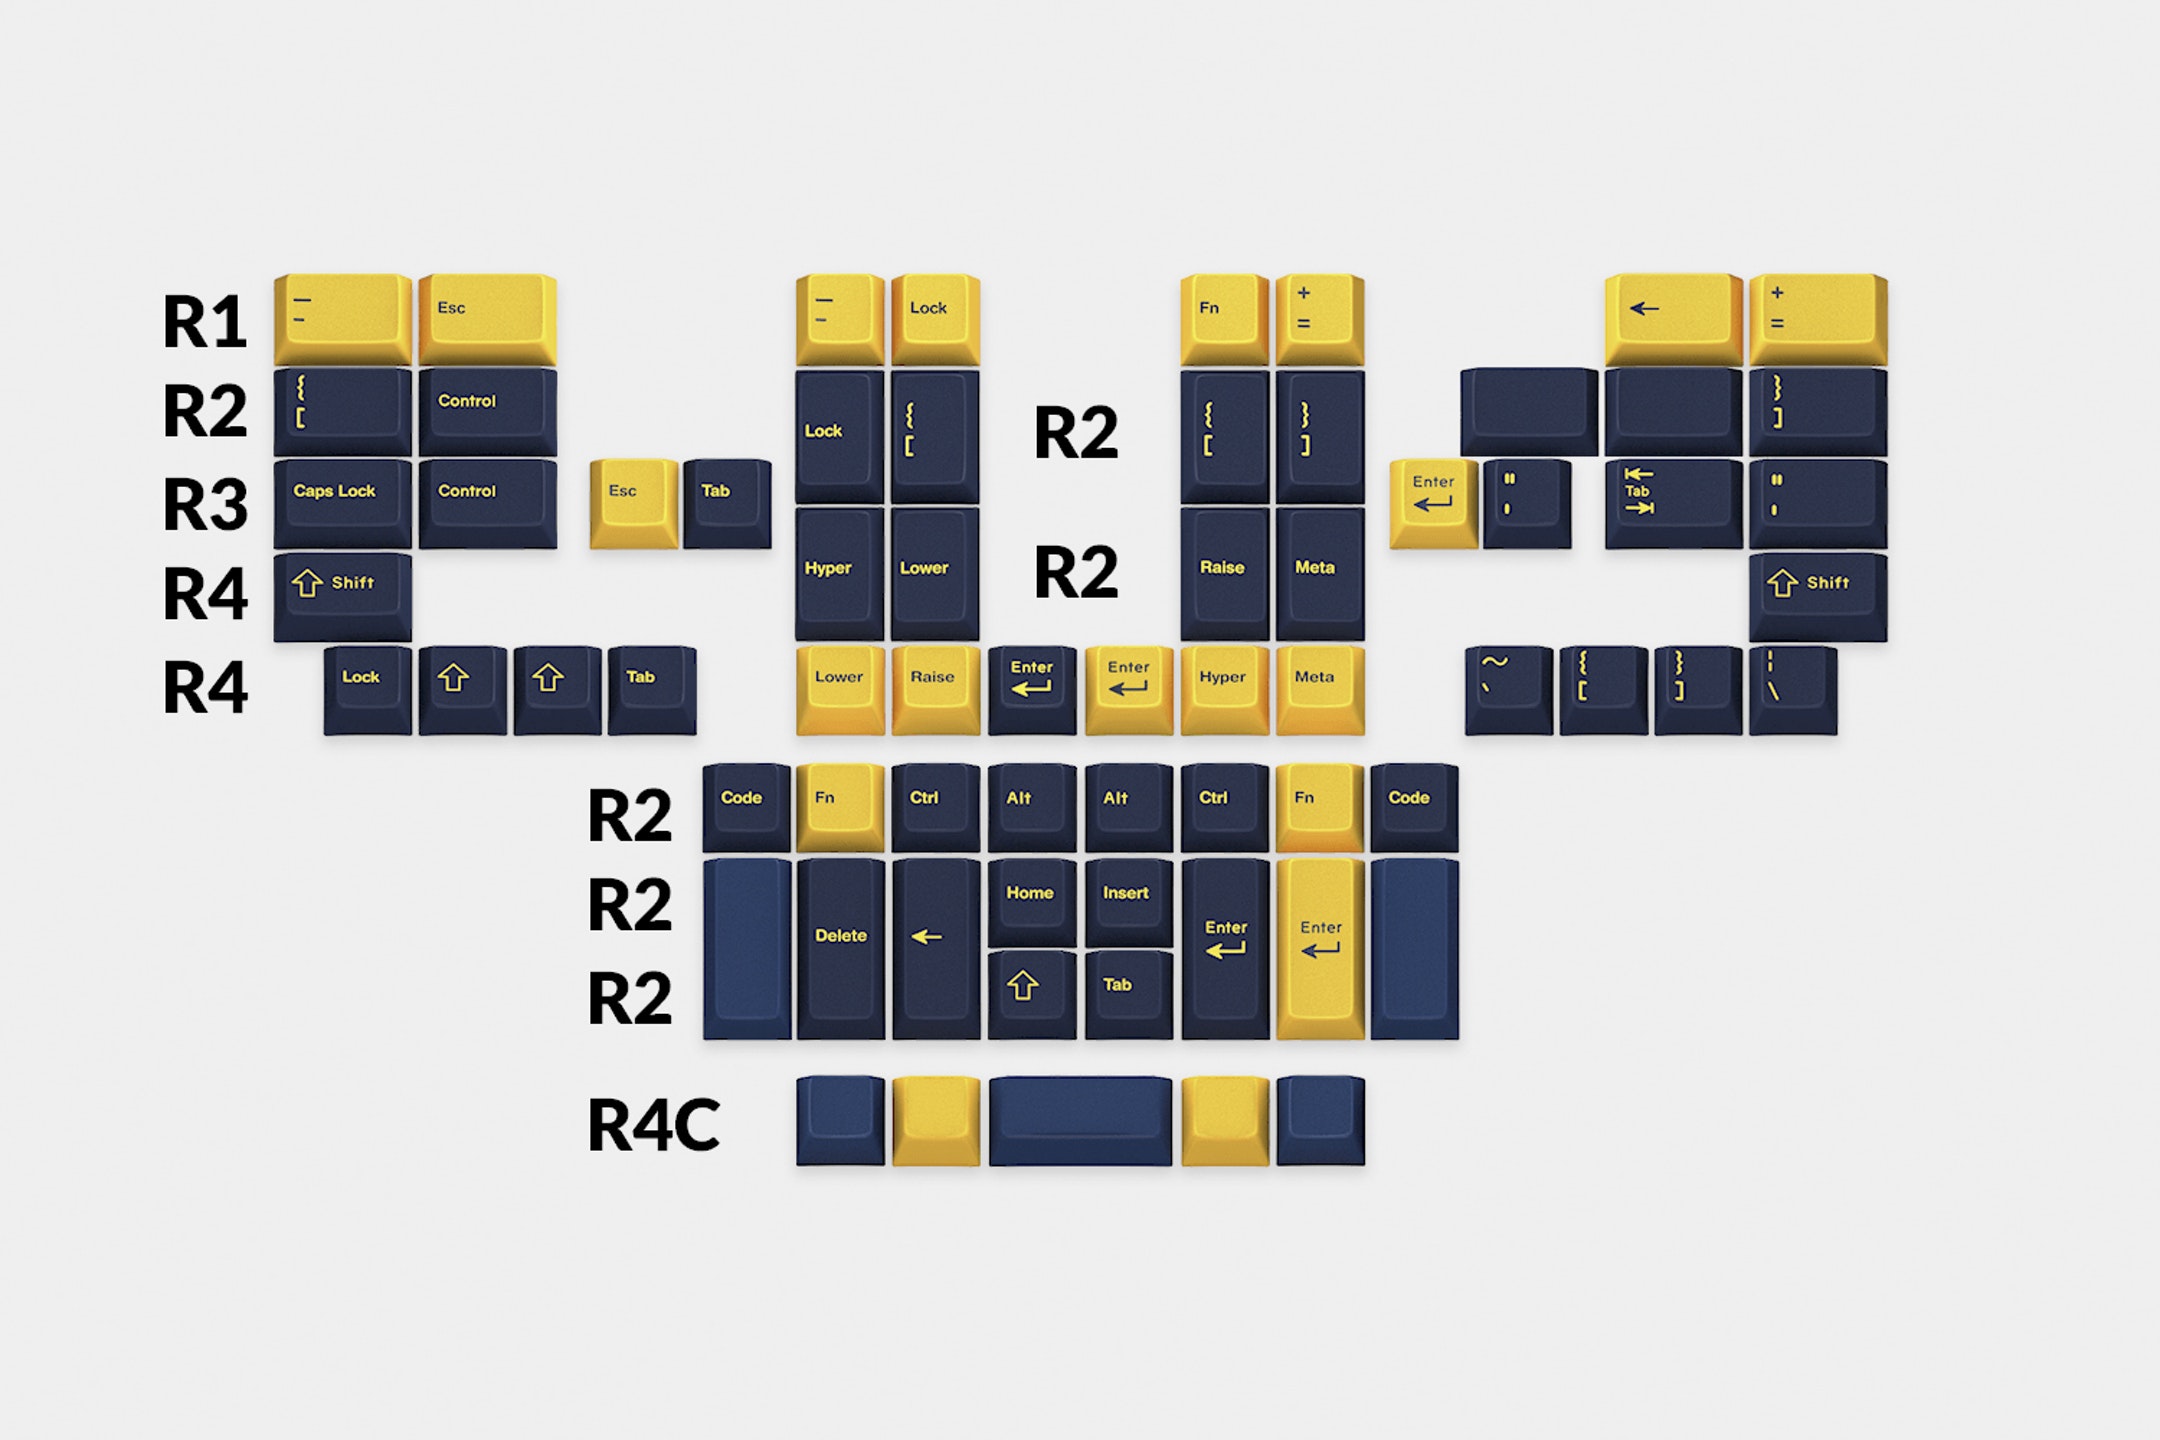 R1
— -
Esc
— -
Lock
Fn
+ =
←
+ =
R2
{ [
Control
Lock
{ [
R2
{ [
} ]
} ]
R3
Caps Lock
Control
Esc
Tab
Enter
" '
Tab
" '
R4
Shift
Hyper
Lower
R2
Raise
Meta
Shift
R4
Lock
Tab
Lower
Raise
Enter
Enter
Hyper
Meta
~ `
{ [
} ]
¦ \
R2
Code
Fn
Ctrl
Alt
Alt
Ctrl
Fn
Code
R2
Delete
←
Home
Insert
Enter
Enter
R2
Tab
R4C